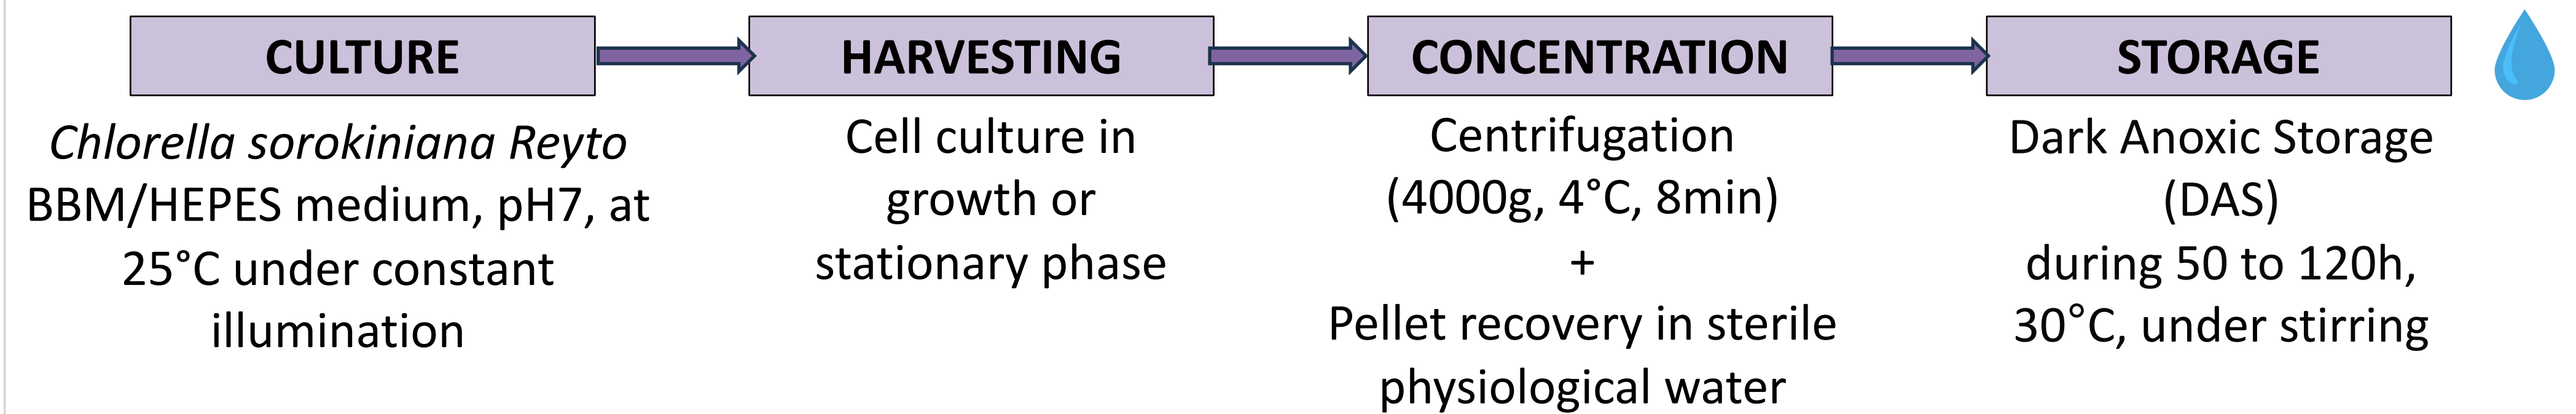 CULTURE
Chlorella sorokiniana Reyto
BBM/HEPES medium, pH7, at
25°C under constant
illumination
HARVESTING
Cell culture in
growth or
stationary phase
CONCENTRATION
Centrifugation
(4000g, 4°C, 8min)
+
Pellet recovery in sterile
physiological water
STORAGE
Dark Anoxic Storage
(DAS)
during 50 to 120h,
30°C, under stirring